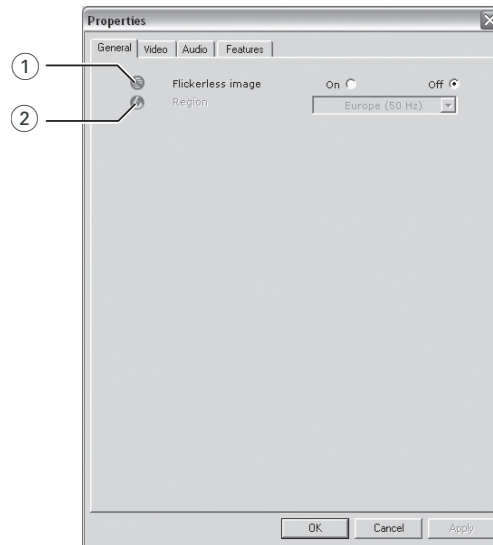 Properties
General Video Audio Features
1 Flickerless image On Off
2 Region Europe (50 Hz)
OK Cancel Apply